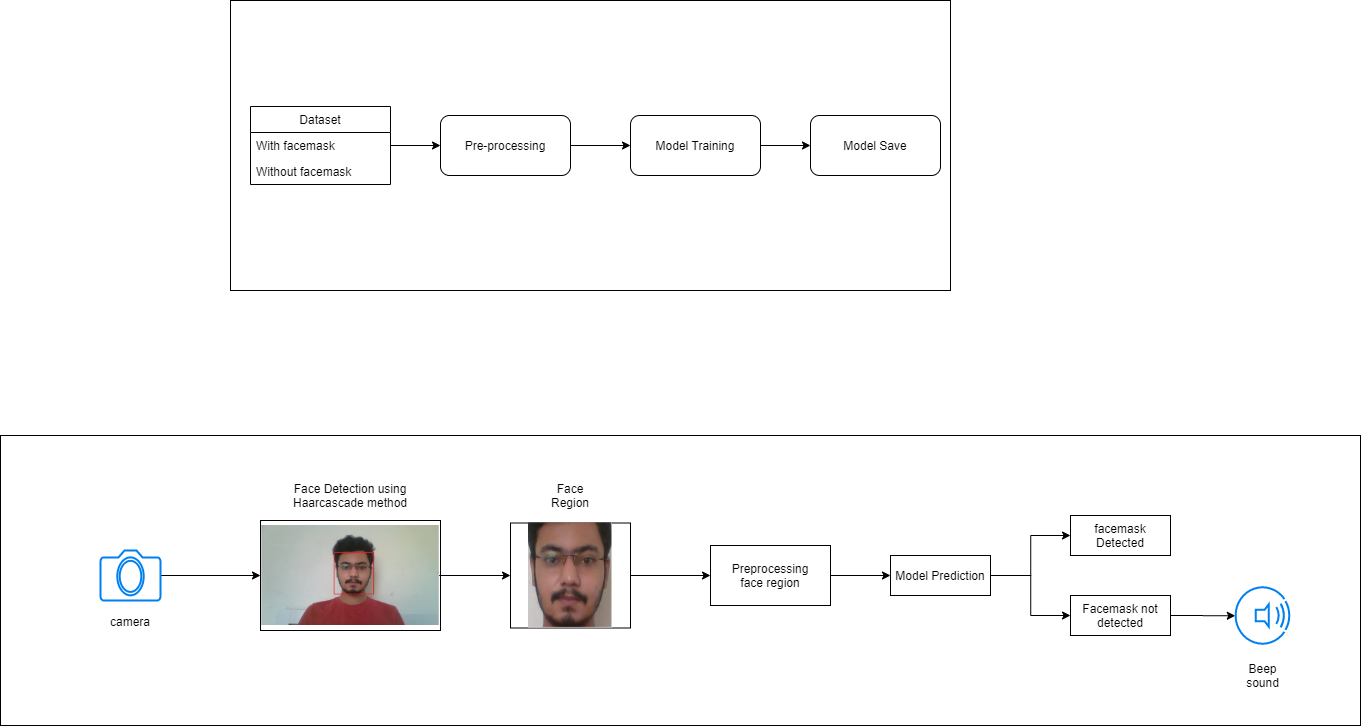 Dataset
With facemask
Without facemask
Pre-processing
Model Training
Model Save
Face Detection using
Haarcascade method
Face
Region
camera
Preprocessing
face region
Model Prediction
facemask
Detected
Facemask not
detected
Beep
sound